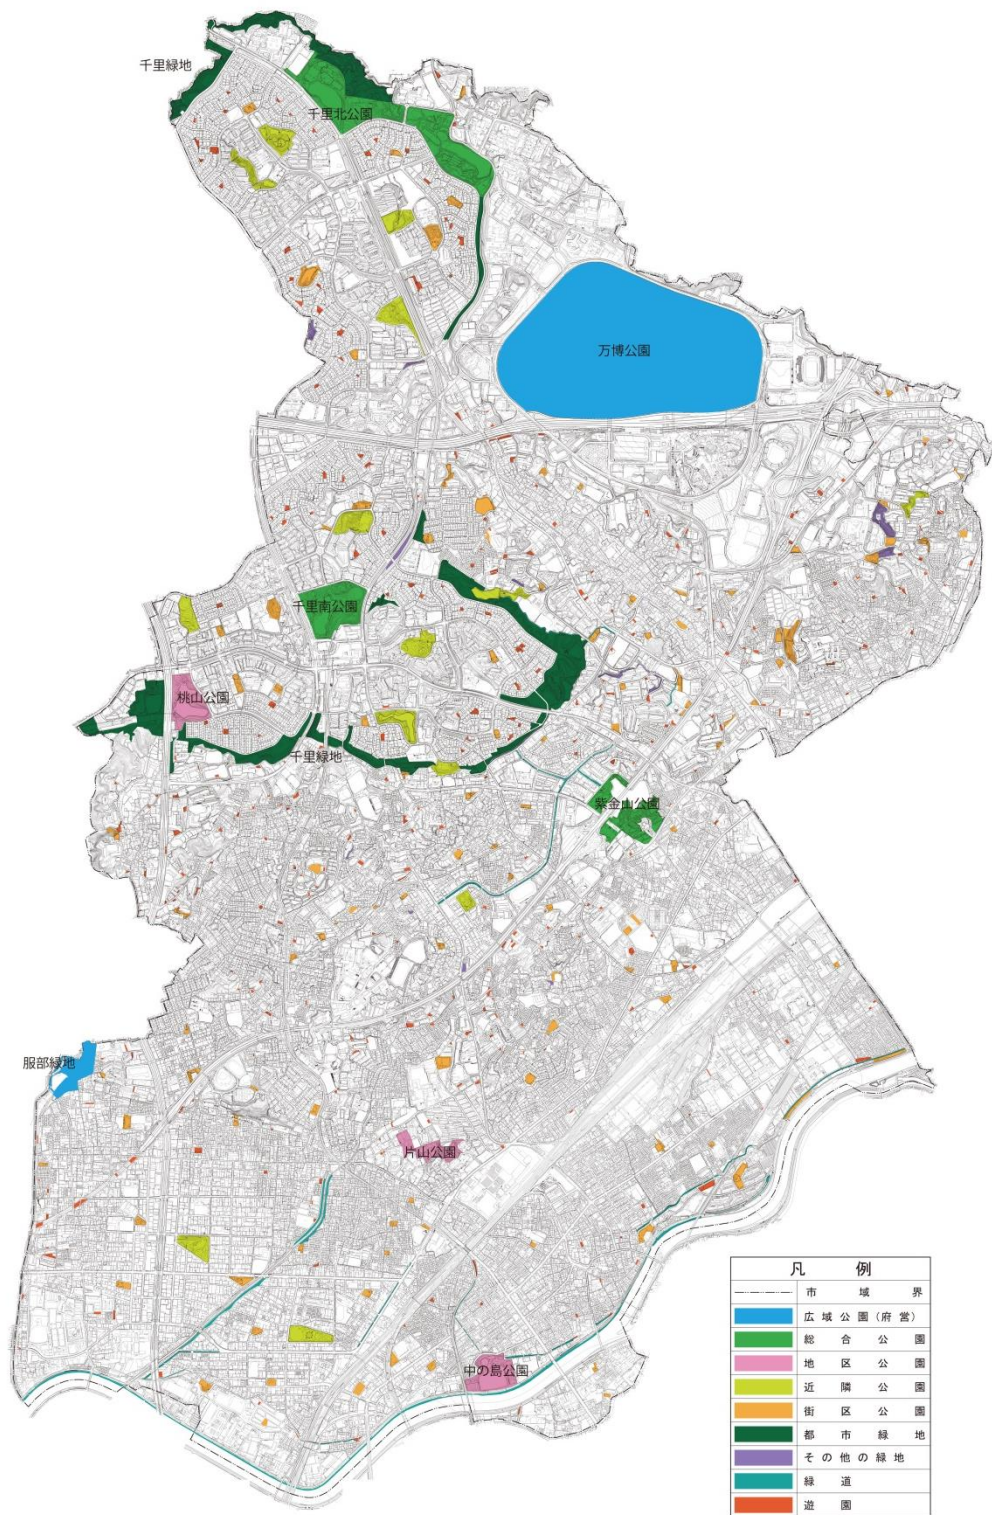 千里緑地
千里北公園
万博公園
千里南公園
桃山公園
千里緑地
紫金山公園
服部緑地
片山公園
中の島公園
凡例
市域界
広域公園(府営)
総合公園
地区公園
近隣公園
街区公園
都市緑地
その他の緑地
緑道
遊園